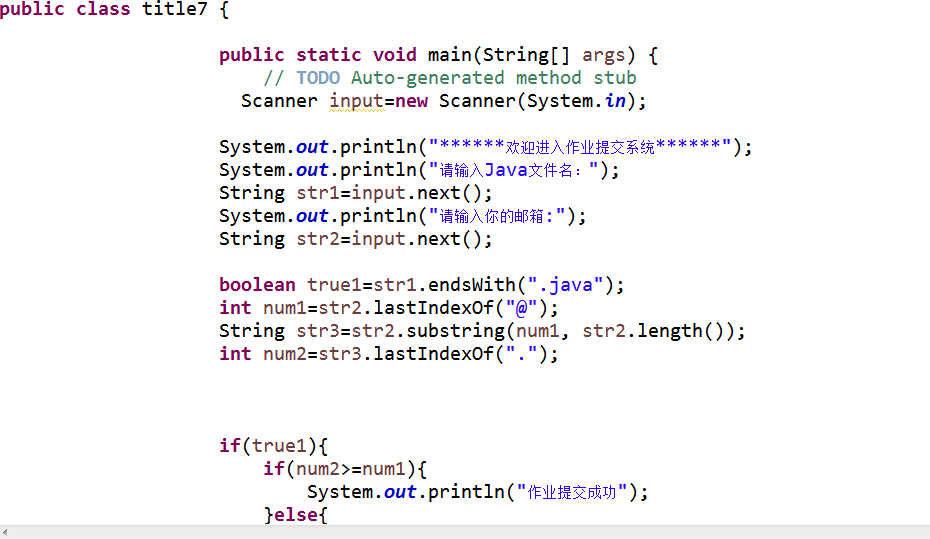 public class title7 {
public static void main(String[] args) {
// TODO Auto-generated method stub
Scanner input=new Scanner(System.in);
System.out.println("******欢迎进入作业提交系统******");
System.out.println("请输入Java文件名：");
String str1=input.next();
System.out.println("请输入你的邮箱:");
String str2=input.next();
boolean true1=str1.endsWith(".java");
int num1=str2.lastIndexOf("@");
String str3=str2.substring(num1, str2.length());
int num2=str3.lastIndexOf(".");
if(true1){
if(num2>=num1){
System.out.println("作业提交成功");
}else{